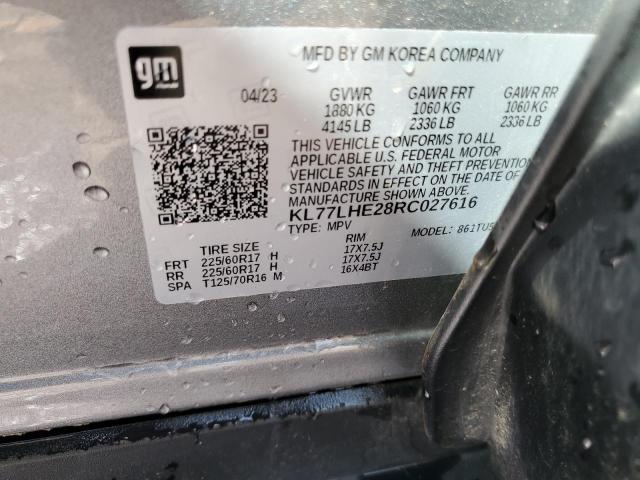 gm
MFD BY GM KOREA COMPANY
04/23 GVWR GAWR FRT GAWR RR
1880 KG 1060 KG 1060 KG
4145 LB 2336 LB 2336 LB
THIS VEHICLE CONFORMS TO ALL
APPLICABLE U.S. FEDERAL MOTOR
VEHICLE SAFETY AND THEFT PREVENTION
STANDARDS IN EFFECT ON THE DATE OF
MANUFACTURE SHOWN ABOVE.
KL77LHE28RC027616
TYPE: MPV MODEL:
TIRE SIZE RIM
FRT 225/60R17 H 17X7.5J
RR 225/60R17 H 17X7.5J
SPA T125/70R16 M 16X4BT